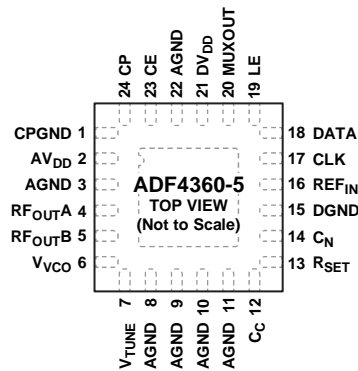 24 CP
23 CE
22 AGND
21 DVDD
20 MUXOUT
19 LE
CPGND 1
AVDD 2
AGND 3
RFOUTA 4
RFOUTB 5
VVCO 6
ADF4360-5
TOP VIEW
(Not to Scale)
18 DATA
17 CLK
16 REFIN
15 DGND
14 CN
13 RSET
VTUNE 7
AGND 8
AGND 9
AGND 10
AGND 11
CC 12